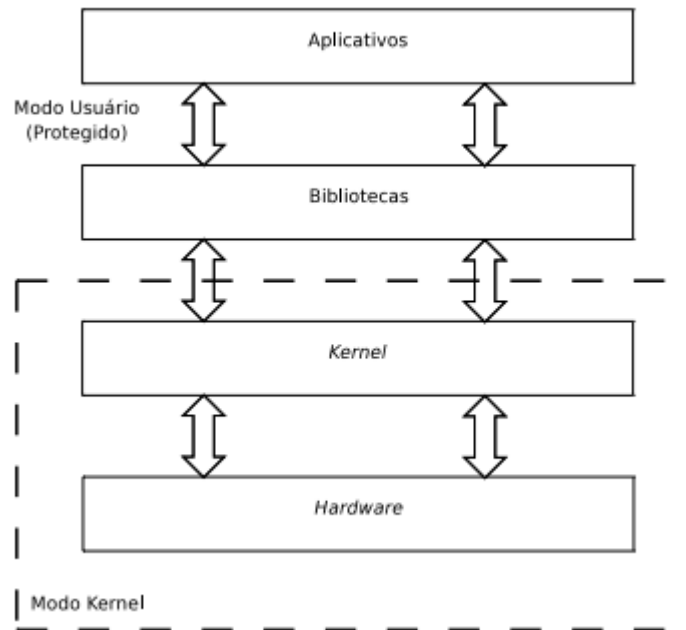 Aplicativos
Modo Usuário
(Protegido)
Bibliotecas
Kernel
Hardware
Modo Kernel